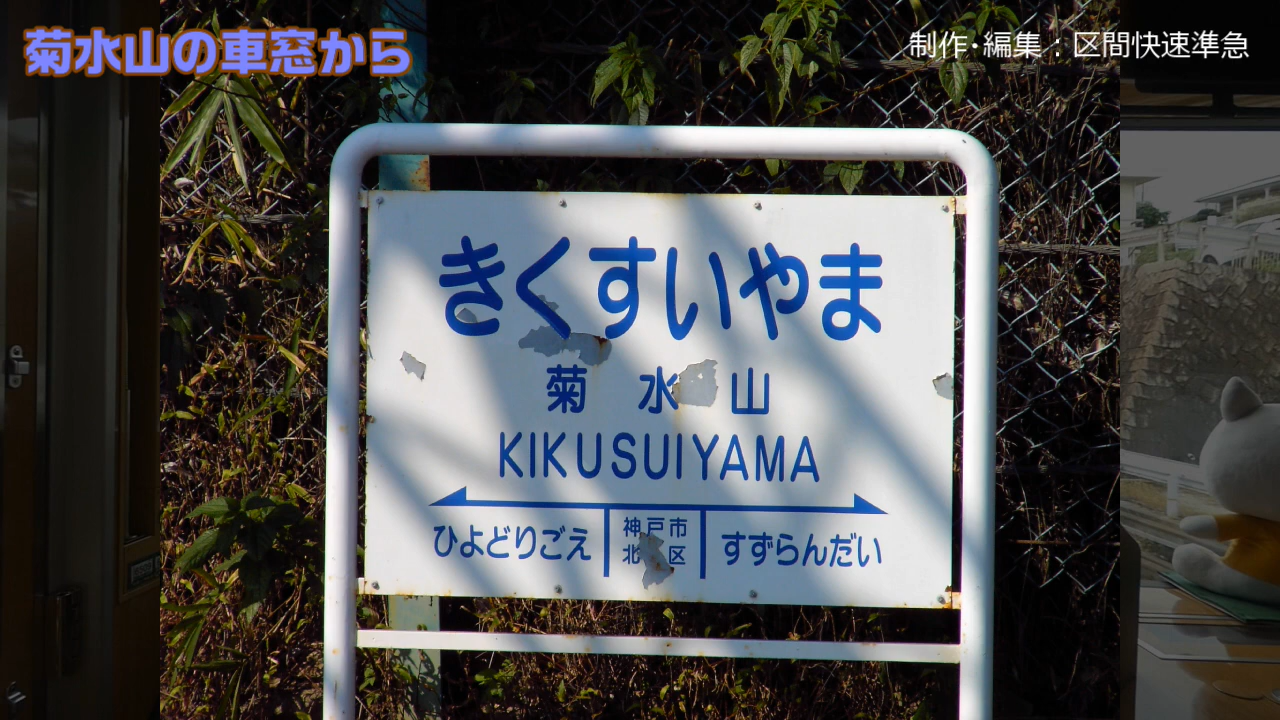 菊水山の車窓から
制作・編集：区間快速準急
きくすいやま
菊水山
KIKUSUIYAMA
ひよどりごえ
神戸市
北区
すずらんだい